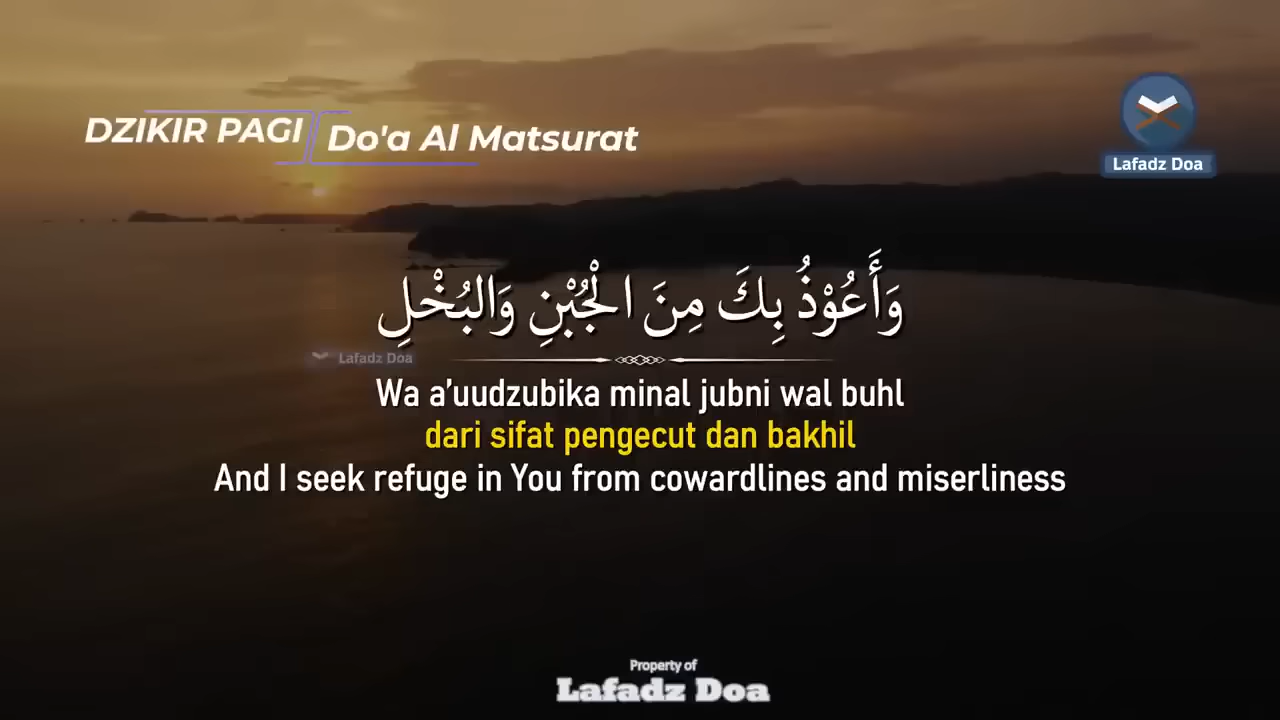 DZIKIR PAGI
Do'a Al Matsurat
Lafadz Doa
وَأَعُوْذُ بِكَ مِنَ الْجُبْنِ وَالبُخْلِ
Lafadz Doa
Wa a’uudzubika minal jubni wal buhl
dari sifat pengecut dan bakhil
And I seek refuge in You from cowardlines and miserliness
Property of
Lafadz Doa